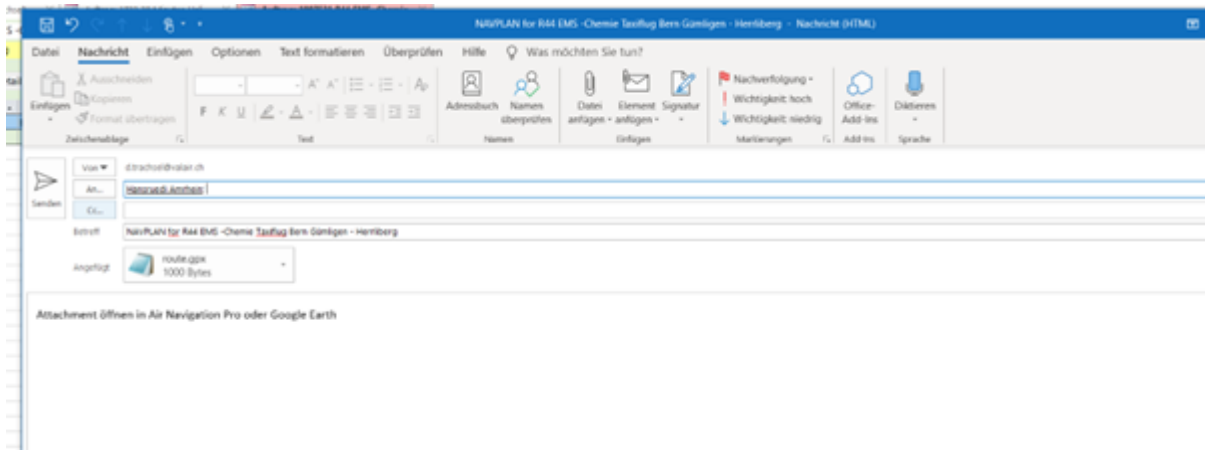 NAVPLAN for R44 EMS -Chemie Taxiflug Bern Gümligen - Herrliberg - Nachricht (HTML)
Datei Nachricht Einfügen Optionen Text formatieren Überprüfen Hilfe Was möchten Sie tun?
Einfügen
Ausschneiden
Kopieren
Format übertragen
Zwischenablage
F K U
Text
Adressbuch Namen überprüfen
Namen
Datei anfügen Element anfügen Signatur
Einfügen
Nachverfolgung
Wichtigkeit: hoch
Wichtigkeit: niedrig
Markierungen
Office-Add-Ins
Add-Ins
Diktieren
Sprache
Senden
Von d.trachsel@valair.ch
An...
Cc...
Betreff NAVPLAN for R44 EMS -Chemie Taxiflug Bern Gümligen - Herrliberg
Angefügt route.gpx
1000 Bytes
Attachment öffnen in Air Navigation Pro oder Google Earth